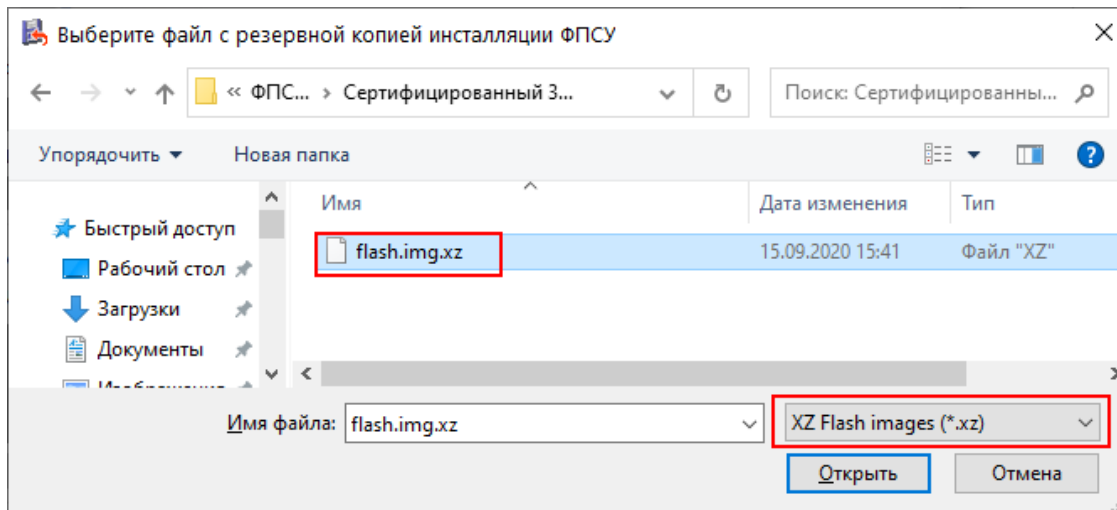 Выберите файл с резервной копией инсталляции ФПСУ
« ФПС... › Сертифицированный 3...
Поиск: Сертифицированны...
Упорядочить
Новая папка
Имя
Дата изменения
Тип
Быстрый доступ
flash.img.xz
15.09.2020 15:41
Файл "XZ"
Рабочий стол
Загрузки
Документы
Имя файла:
flash.img.xz
XZ Flash images (*.xz)
Открыть
Отмена